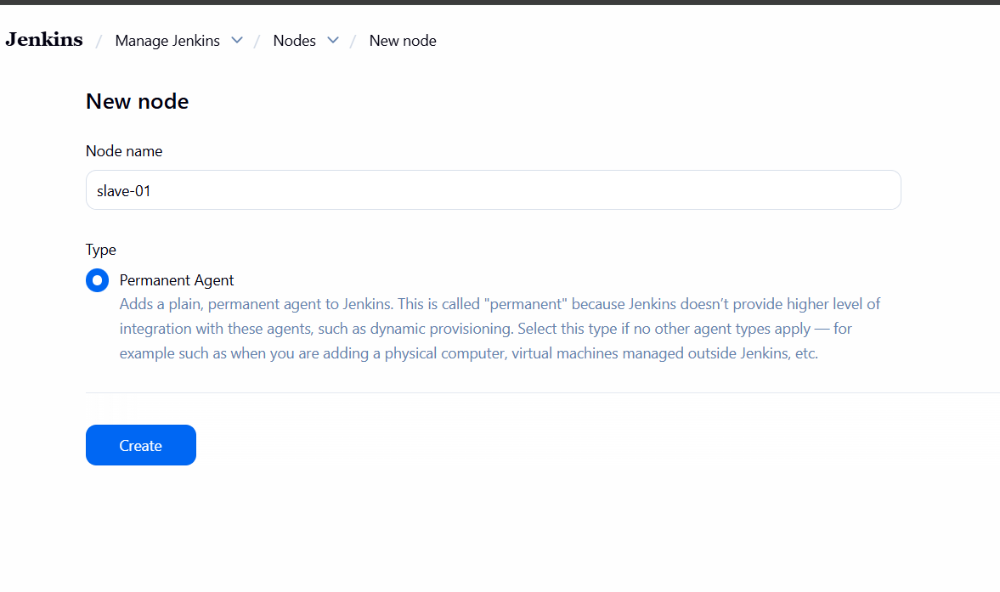 Jenkins / Manage Jenkins / Nodes / New node
New node
Node name
slave-01
Type
Permanent Agent
Adds a plain, permanent agent to Jenkins. This is called "permanent" because Jenkins doesn’t provide higher level of
integration with these agents, such as dynamic provisioning. Select this type if no other agent types apply — for
example such as when you are adding a physical computer, virtual machines managed outside Jenkins, etc.
Create